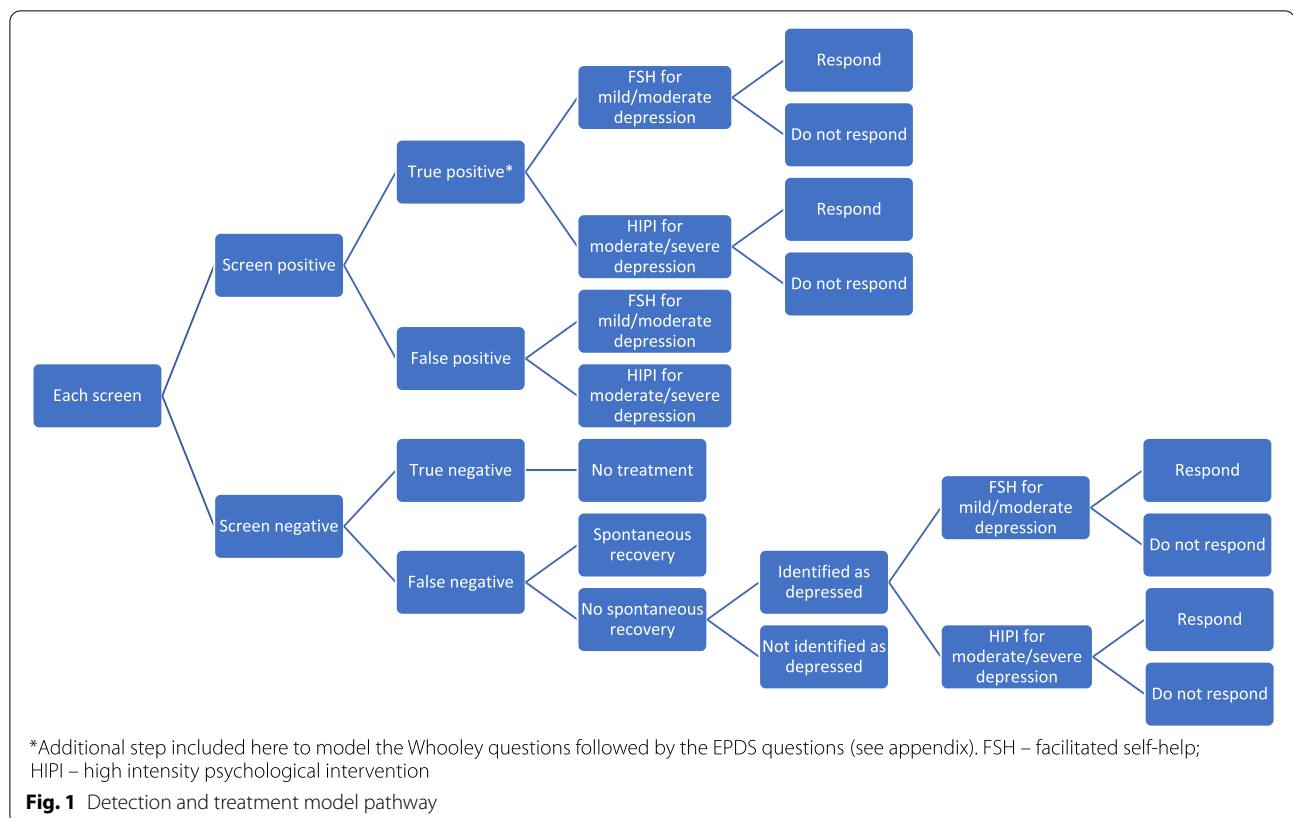 Respond
FSH for
mild/moderate
depression
Do not respond
True positive*
Respond
HIPI for
moderate/severe
depression
Do not respond
Screen positive
FSH for
mild/moderate
depression
False positive
HIPI for
moderate/severe
depression
Each screen
True negative
No treatment
Screen negative
Spontaneous
recovery
False negative
No spontaneous
recovery
Identified as
depressed
Not identified as
depressed
FSH for
mild/moderate
depression
Respond
Do not respond
HIPI for
moderate/severe
depression
Respond
Do not respond
*Additional step included here to model the Whooley questions followed by the EPDS questions (see appendix). FSH – facilitated self-help;
HIPI – high intensity psychological intervention
Fig. 1 Detection and treatment model pathway